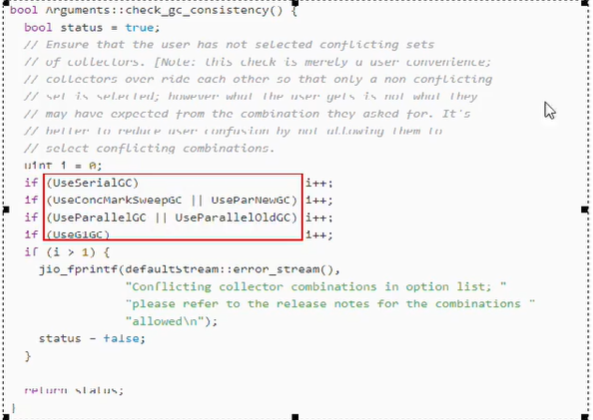 bool Arguments::check_gc_consistency() {
bool status = true;
// Ensure that the user has not selected conflicting sets
// of collectors. [Note: this check is merely a user convenience;
// collectors over ride each other so that only a non conflicting
// set is selected; however what the user gets is not what they
// may have expected from the combination they asked for. It's
// better to reduce user confusion by not allowing them to
// select conflicting combinations.
uint i = 0;
if (UseSerialGC) i++;
if (UseConcMarkSweepGC || UseParNewGC) i++;
if (UseParallelGC || UseParallelOldGC) i++;
if (UseG1GC) i++;
if (i > 1) {
jio_fprintf(defaultStream::error_stream(),
"Conflicting collector combinations in option list; "
"please refer to the release notes for the combinations "
"allowed\n");
status = false;
}
return status;
}